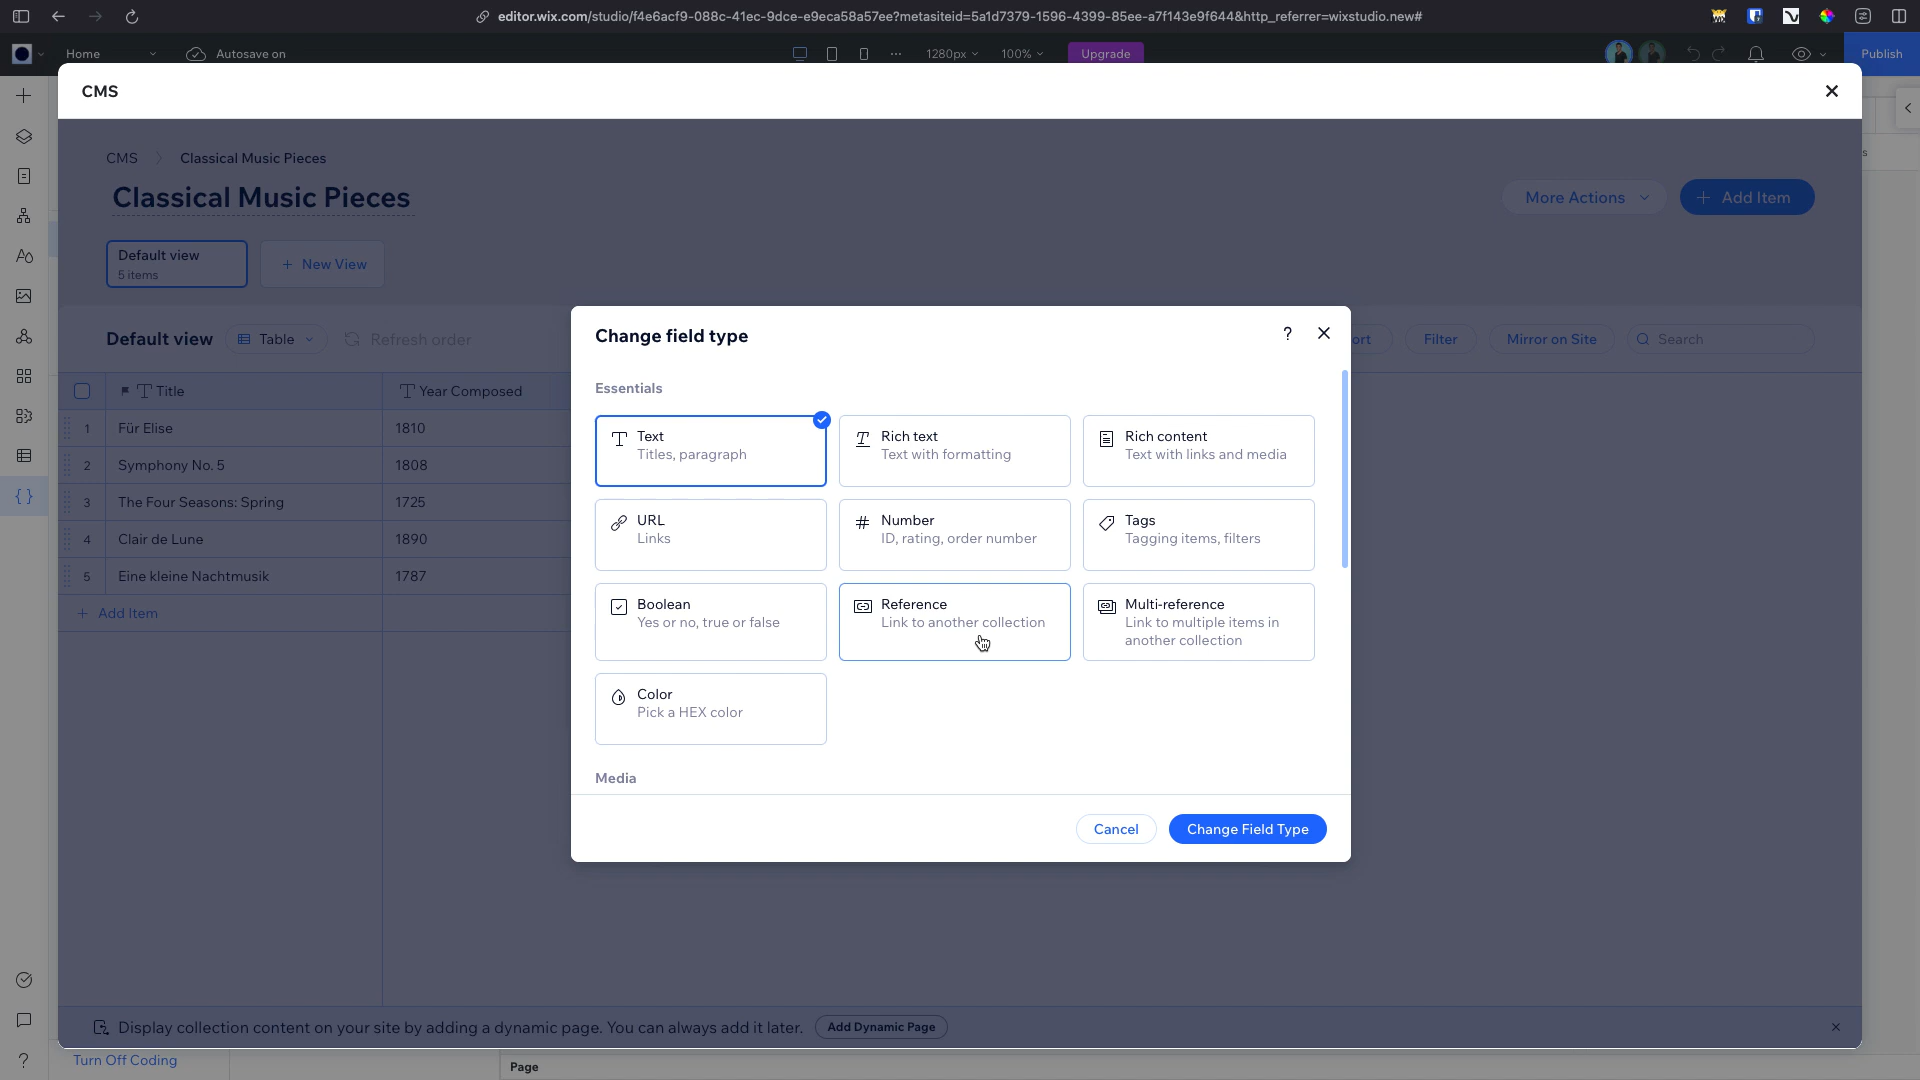 editor.wix.com/studio/f4e6acf9-088c-41ec-9dce-e9eca58a57ee?metasiteid=5a1d7379-1596-4399-85ee-a7f143e9f644&http_referrer=wixstudio.new#
Home
Autosave on
1280px
100%
Upgrade
Publish
CMS
CMS
Classical Music Pieces
Classical Music Pieces
More Actions
+ Add Item
Default view
5 items
+ New View
Default view
Table
Refresh order
ort
Filter
Mirror on Site
Search
Title
Year Composed
1 Für Elise 1810
2 Symphony No. 5 1808
3 The Four Seasons: Spring 1725
4 Clair de Lune 1890
5 Eine kleine Nachtmusik 1787
+ Add Item
Change field type
?
Essentials
Text
Titles, paragraph
Rich text
Text with formatting
Rich content
Text with links and media
URL
Links
Number
ID, rating, order number
Tags
Tagging items, filters
Boolean
Yes or no, true or false
Reference
Link to another collection
Multi-reference
Link to multiple items in
another collection
Color
Pick a HEX color
Media
Cancel
Change Field Type
Display collection content on your site by adding a dynamic page. You can always add it later.
Add Dynamic Page
Turn Off Coding
Page